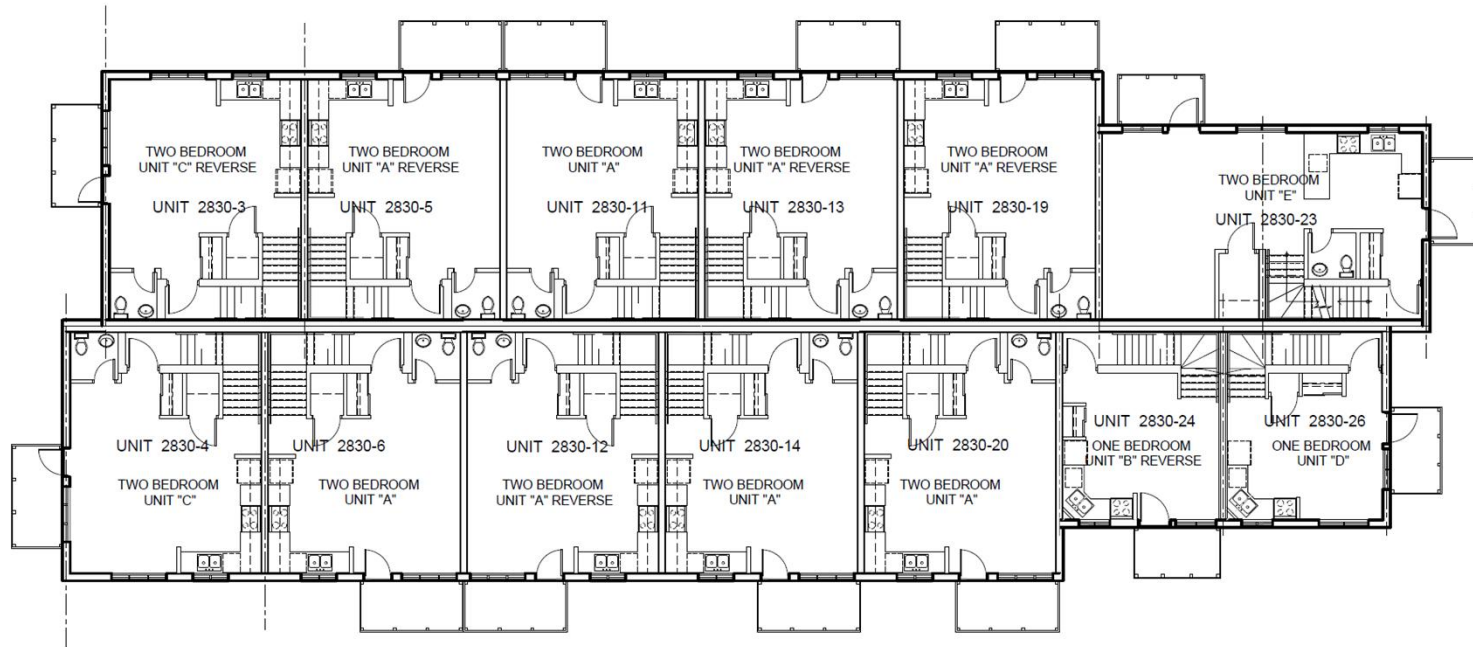 TWO BEDROOM
UNIT "C" REVERSE
UNIT 2830-3
TWO BEDROOM
UNIT "A" REVERSE
UNIT 2830-5
TWO BEDROOM
UNIT "A"
UNIT 2830-11
TWO BEDROOM
UNIT "A" REVERSE
UNIT 2830-13
TWO BEDROOM
UNIT "A" REVERSE
UNIT 2830-19
TWO BEDROOM
UNIT "E"
UNIT 2830-23
UNIT 2830-4
TWO BEDROOM
UNIT "C"
UNIT 2830-6
TWO BEDROOM
UNIT "A"
UNIT 2830-12
TWO BEDROOM
UNIT "A" REVERSE
UNIT 2830-14
TWO BEDROOM
UNIT "A"
UNIT 2830-20
TWO BEDROOM
UNIT "A"
UNIT 2830-24
ONE BEDROOM
UNIT "B" REVERSE
UNIT 2830-26
ONE BEDROOM
UNIT "D"